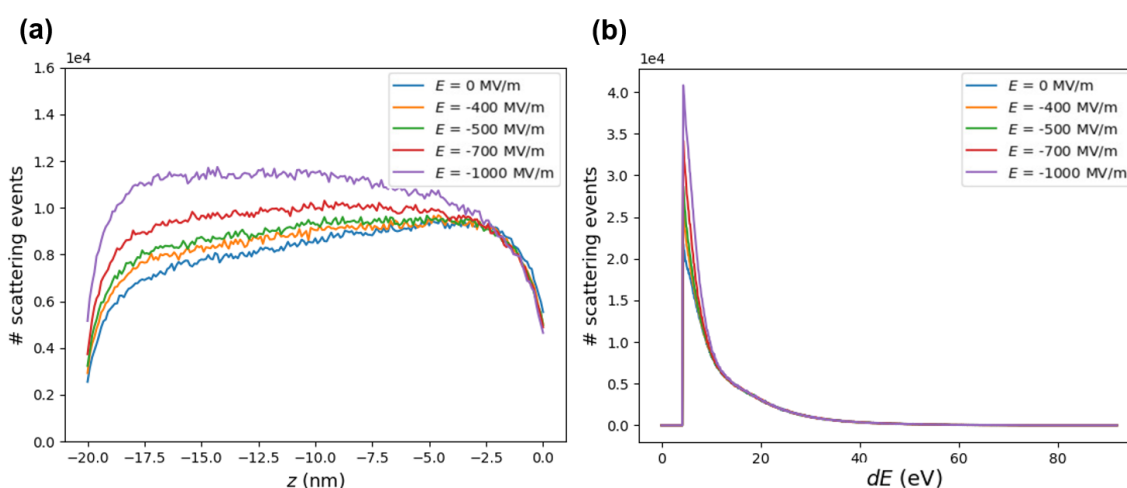 (a)
1e4
1.6
1.4
1.2
1.0
0.8
0.6
0.4
0.2
0.0
# scattering events
−20.0 −17.5 −15.0 −12.5 −10.0 −7.5 −5.0 −2.5 0.0
z (nm)
E = 0 MV/m
E = -400 MV/m
E = -500 MV/m
E = -700 MV/m
E = -1000 MV/m
(b)
1e4
4.0
3.5
3.0
2.5
2.0
1.5
1.0
0.5
0.0
# scattering events
0 20 40 60 80
dE (eV)
E = 0 MV/m
E = -400 MV/m
E = -500 MV/m
E = -700 MV/m
E = -1000 MV/m